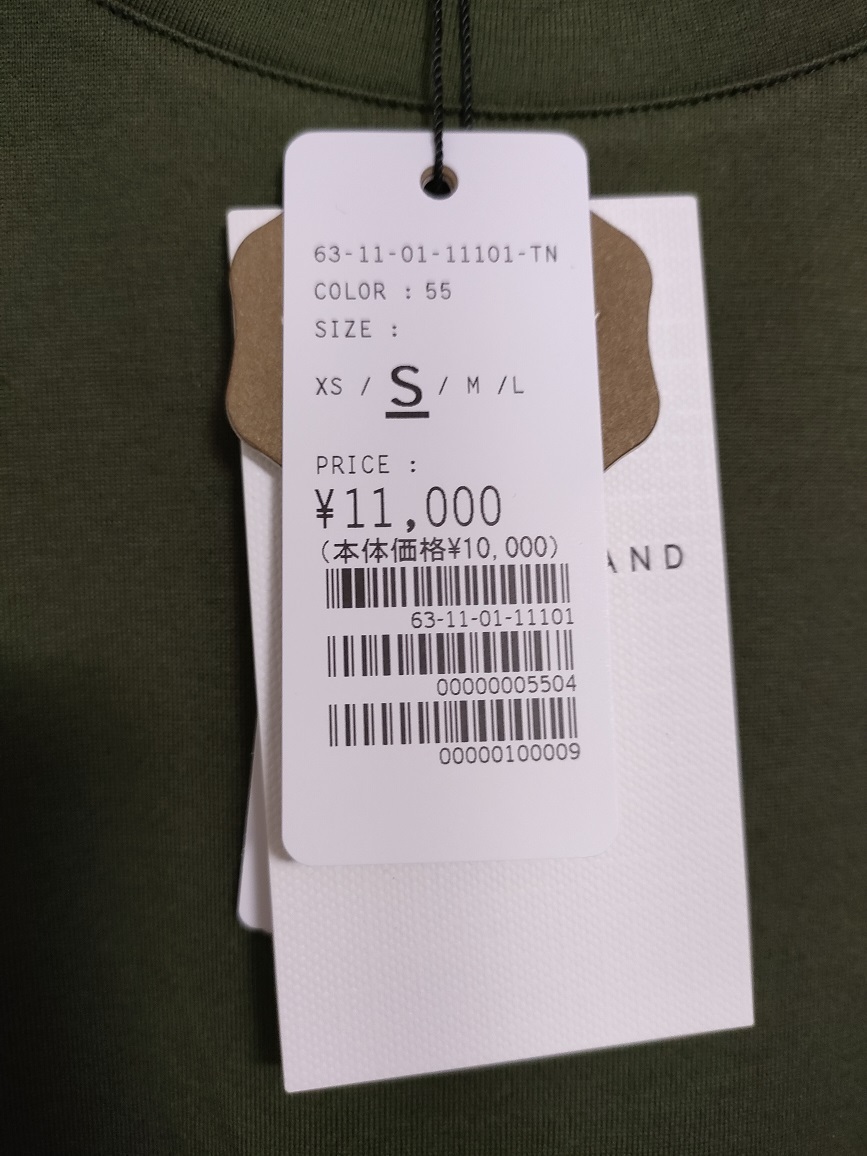 63-11-01-11101-TN
COLOR : 55
SIZE :
XS / S / M /L
PRICE :
¥11,000
(本体価格¥10,000)
63-11-01-11101
00000005504
00000100009
AND